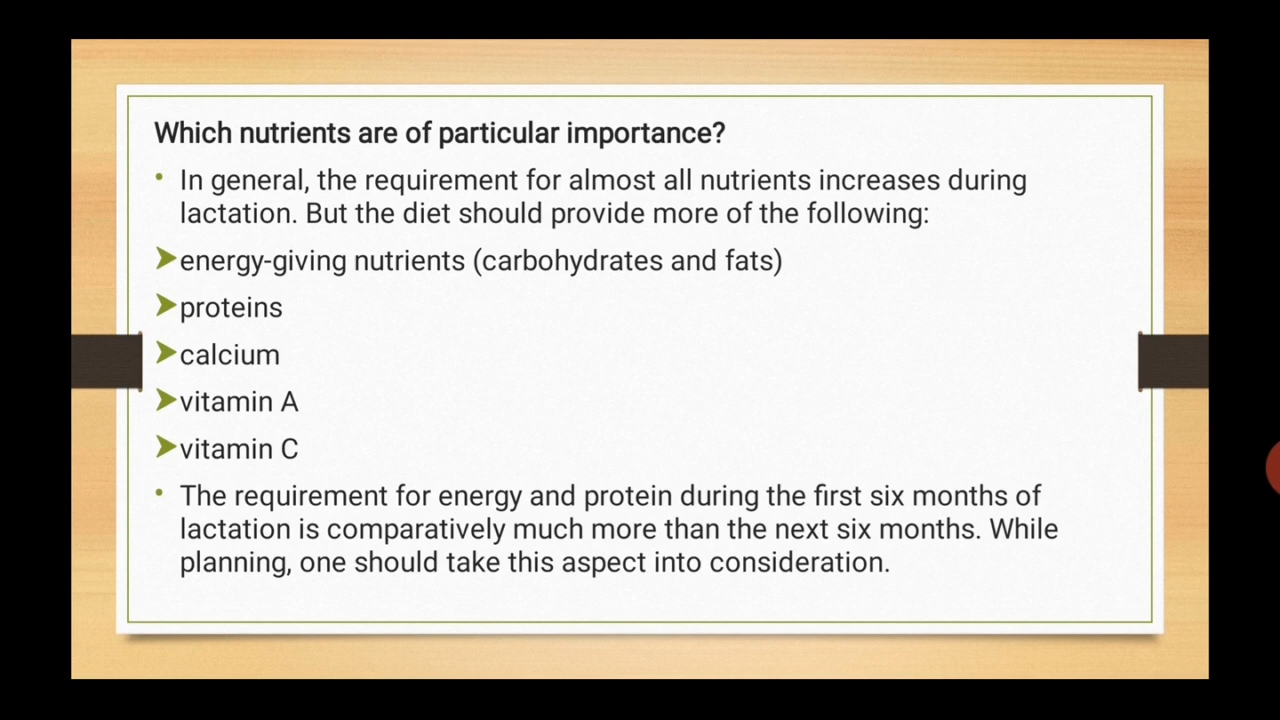 Which nutrients are of particular importance?
• In general, the requirement for almost all nutrients increases during
lactation. But the diet should provide more of the following:
➤energy-giving nutrients (carbohydrates and fats)
➤proteins
➤calcium
➤vitamin A
➤vitamin C
• The requirement for energy and protein during the first six months of
lactation is comparatively much more than the next six months. While
planning, one should take this aspect into consideration.